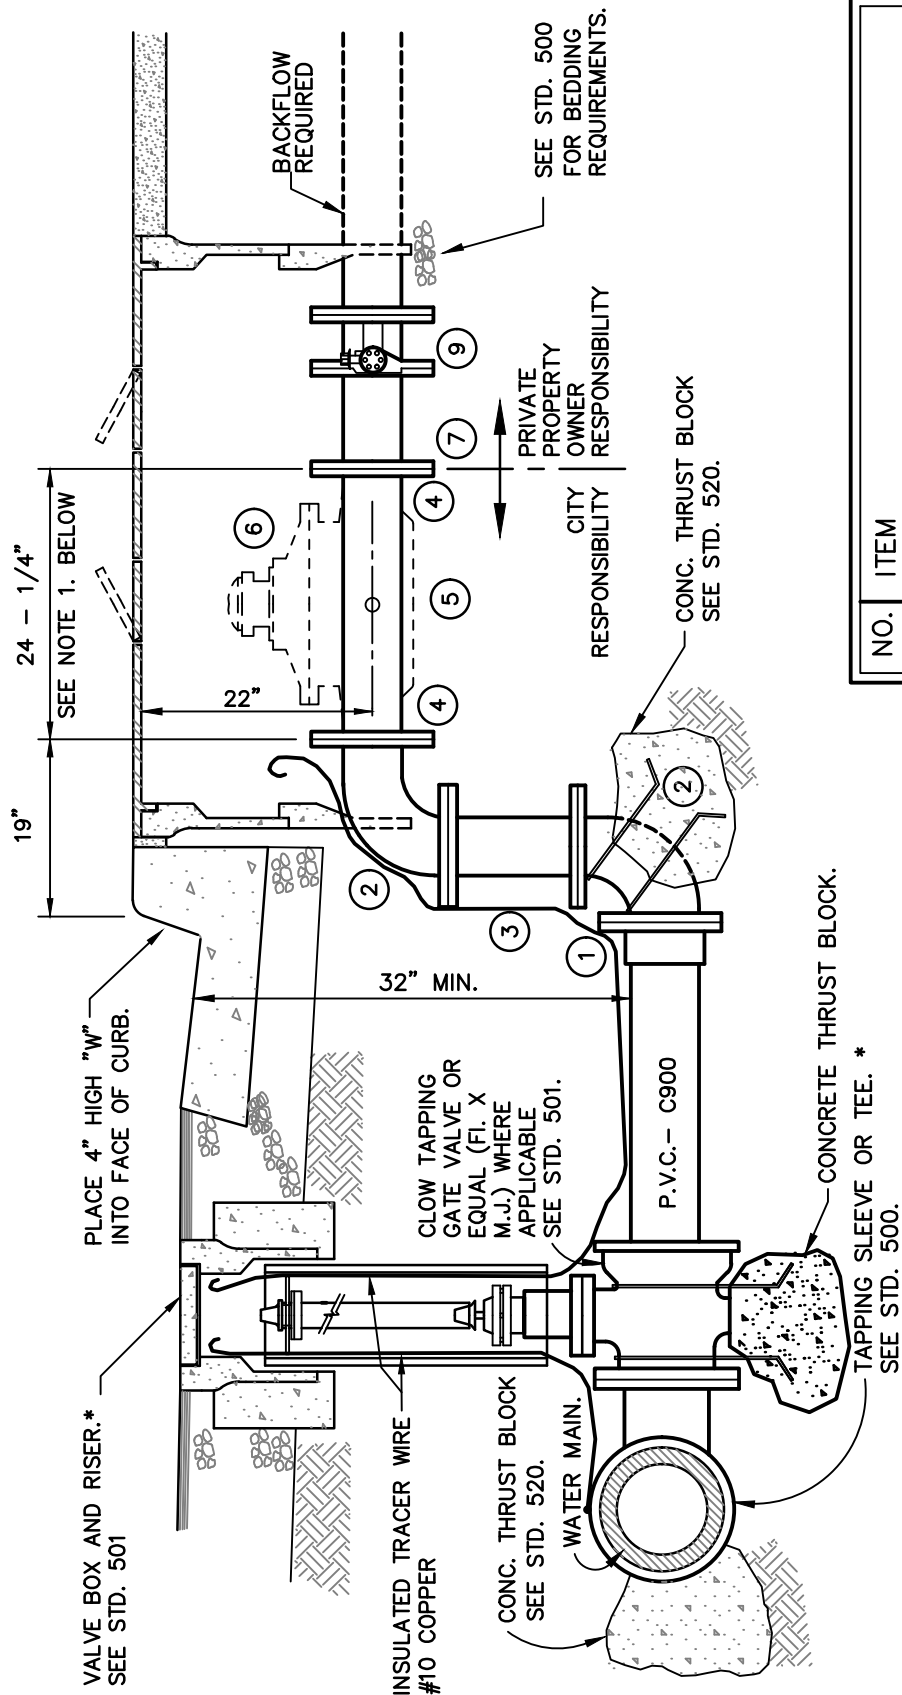 VALVE BOX AND RISER.*
SEE STD. 501
PLACE 4" HIGH "W"
INTO FACE OF CURB.
19"
24 - 1/4"
SEE NOTE 1. BELOW
22"
BACKFLOW
REQUIRED
SEE STD. 500
FOR BEDDING
REQUIREMENTS.
INSULATED TRACER WIRE
#10 COPPER
CLOW TAPPING
GATE VALVE OR
EQUAL (Fl. X
M.J.) WHERE
APPLICABLE
SEE STD. 501.
32" MIN.
2
3
1
4
5
4
6
7
9
CITY
RESPONSIBILITY
PRIVATE
PROPERTY
OWNER
RESPONSIBILITY
CONC. THRUST BLOCK
SEE STD. 520.
2
CONC. THRUST BLOCK
SEE STD. 520.
WATER MAIN.
P.V.C.- C900
CONCRETE THRUST BLOCK.
TAPPING SLEEVE OR TEE. *
SEE STD. 500.
NO. ITEM